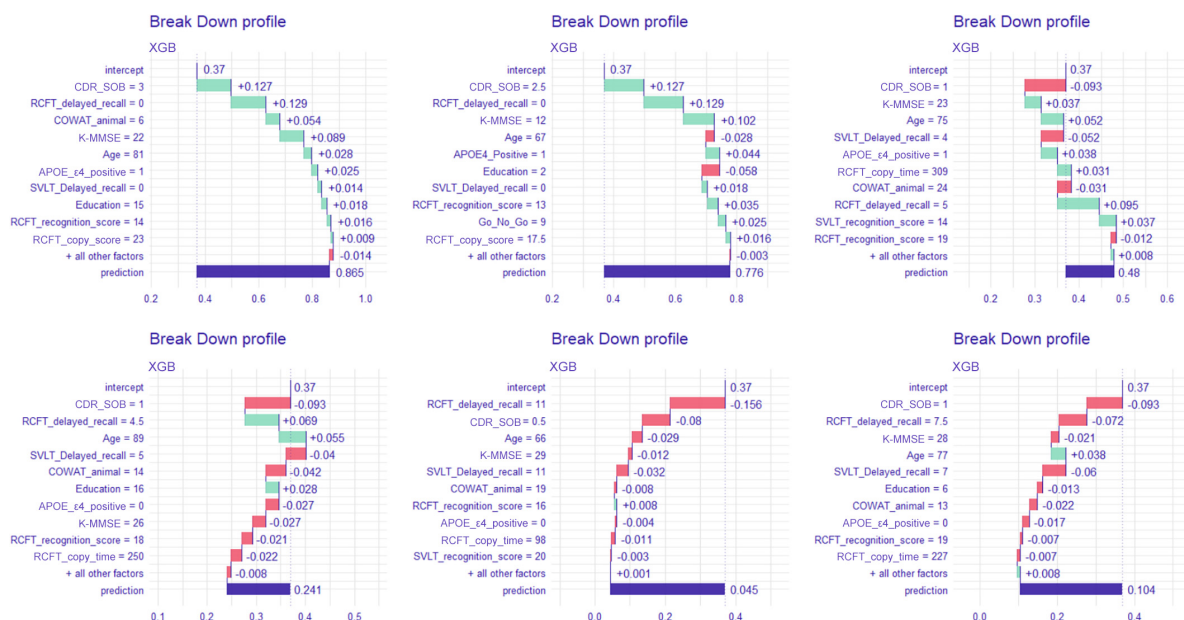 Break Down profile
XGB
intercept 0.37
CDR_SOB = 3 +0.127
RCFT_delayed_recall = 0 +0.129
COWAT_animal = 6 +0.054
K-MMSE = 22 +0.089
Age = 81 +0.028
APOE_ε4_positive = 1 +0.025
SVLT_Delayed_recall = 0 +0.014
Education = 15 +0.018
RCFT_recognition_score = 14 +0.016
RCFT_copy_score = 23 +0.009
+ all other factors -0.014
prediction 0.865
0.2 0.4 0.6 0.8 1.0
Break Down profile
XGB
intercept 0.37
CDR_SOB = 2.5 +0.127
RCFT_delayed_recall = 0 +0.129
K-MMSE = 12 +0.102
Age = 67 -0.028
APOE4_Positive = 1 +0.044
Education = 2 -0.058
SVLT_Delayed_recall = 0 +0.018
RCFT_recognition_score = 13 +0.035
Go_No_Go = 9 +0.025
RCFT_copy_score = 17.5 +0.016
+ all other factors -0.003
prediction 0.776
0.2 0.4 0.6 0.8
Break Down profile
XGB
intercept 0.37
CDR_SOB = 1 -0.093
K-MMSE = 23 +0.037
Age = 75 +0.052
SVLT_Delayed_recall = 4 -0.052
APOE_ε4_positive = 1 +0.038
RCFT_copy_time = 309 +0.031
COWAT_animal = 24 -0.031
RCFT_delayed_recall = 5 +0.095
SVLT_recognition_score = 14 +0.037
RCFT_recognition_score = 19 -0.012
+ all other factors +0.008
prediction 0.48
0.2 0.3 0.4 0.5 0.6
Break Down profile
XGB
intercept 0.37
CDR_SOB = 1 -0.093
RCFT_delayed_recall = 4.5 +0.069
Age = 89 +0.055
SVLT_Delayed_recall = 5 -0.04
COWAT_animal = 14 -0.042
Education = 16 +0.028
APOE_ε4_positive = 0 -0.027
K-MMSE = 26 -0.027
RCFT_recognition_score = 18 -0.021
RCFT_copy_time = 250 -0.022
+ all other factors -0.008
prediction 0.241
0.1 0.2 0.3 0.4 0.5
Break Down profile
XGB
intercept 0.37
RCFT_delayed_recall = 11 -0.156
CDR_SOB = 0.5 -0.08
Age = 66 -0.029
K-MMSE = 29 -0.012
SVLT_Delayed_recall = 11 -0.032
COWAT_animal = 19 -0.008
RCFT_recognition_score = 16 +0.008
APOE_ε4_positive = 0 -0.004
RCFT_copy_time = 98 -0.011
SVLT_recognition_score = 20 -0.003
+ all other factors +0.001
prediction 0.045
0.0 0.2 0.4
Break Down profile
XGB
intercept 0.37
CDR_SOB = 1 -0.093
RCFT_delayed_recall = 7.5 -0.072
K-MMSE = 28 -0.021
Age = 77 +0.038
SVLT_Delayed_recall = 7 -0.06
Education = 6 -0.013
COWAT_animal = 13 -0.022
APOE_ε4_positive = 0 -0.017
RCFT_recognition_score = 19 -0.007
RCFT_copy_time = 227 -0.007
+ all other factors +0.008
prediction 0.104
0.0 0.2 0.4